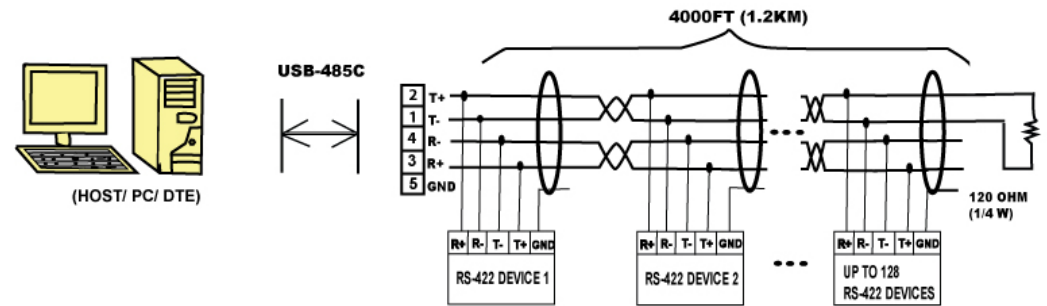 4000FT (1.2KM)
USB-485C
(HOST/ PC/ DTE)
2 T+
1 T-
4 R-
3 R+
5 GND
120 OHM
(1/4 W)
R+ R- T- T+ GND
RS-422 DEVICE 1
R+ R- T- T+ GND
RS-422 DEVICE 2
R+ R- T- T+ GND
UP TO 128
RS-422 DEVICES